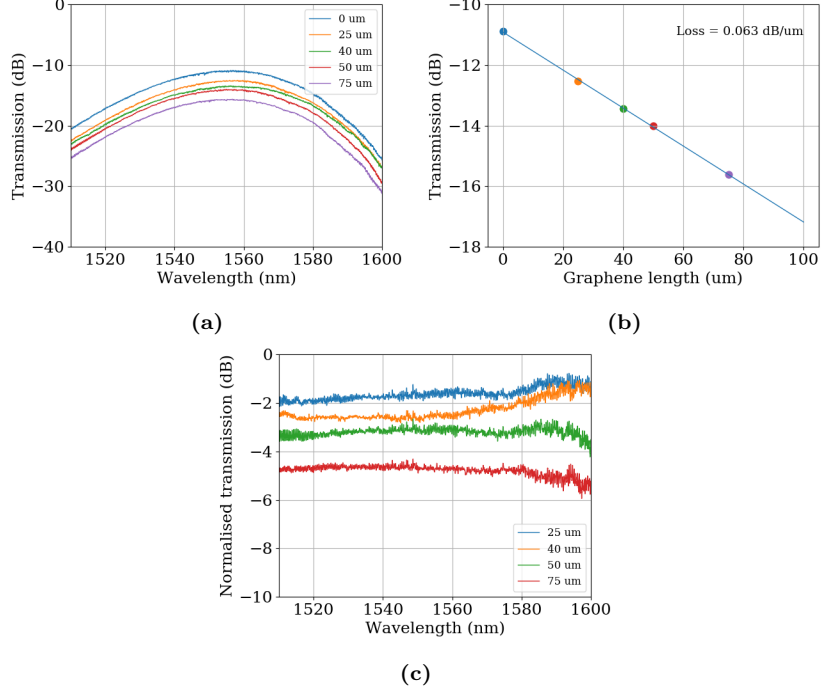 0
−10
−20
−30
−40
Transmission (dB)
0 um
25 um
40 um
50 um
75 um
1520 1540 1560 1580 1600
Wavelength (nm)
(a)
−10
−12
−14
−16
−18
Transmission (dB)
Loss = 0.063 dB/um
0 20 40 60 80 100
Graphene length (um)
(b)
0
−2
−4
−6
−8
−10
Normalised transmission (dB)
25 um
40 um
50 um
75 um
1520 1540 1560 1580 1600
Wavelength (nm)
(c)